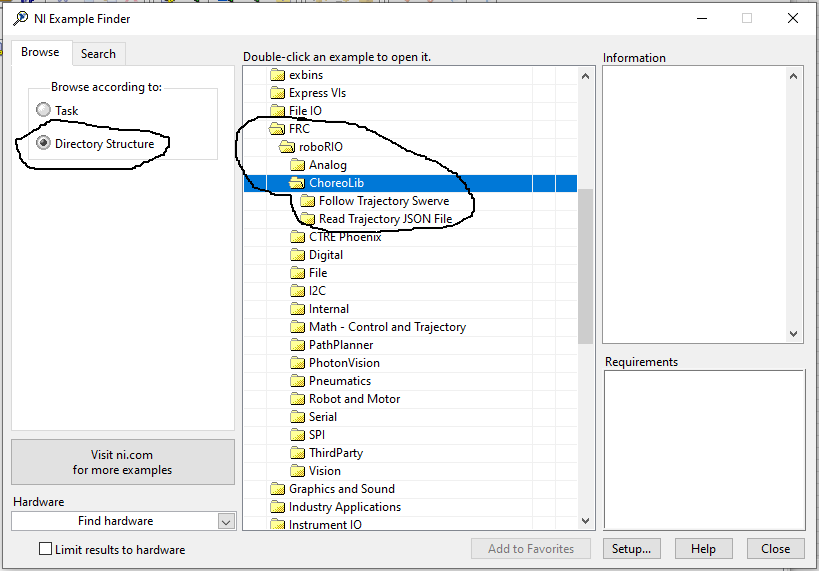 NI Example Finder
Browse
Search
Browse according to:
Task
Directory Structure
Visit ni.com
for more examples
Hardware
Find hardware
Limit results to hardware
Double-click an example to open it.
exbins
Express VIs
File IO
FRC
roboRIO
Analog
ChoreoLib
Follow Trajectory Swerve
Read Trajectory JSON File
CTRE Phoenix
Digital
File
I2C
Internal
Math - Control and Trajectory
PathPlanner
PhotonVision
Pneumatics
Robot and Motor
Serial
SPI
ThirdParty
Vision
Graphics and Sound
Industry Applications
Instrument IO
Information
Requirements
Add to Favorites
Setup...
Help
Close